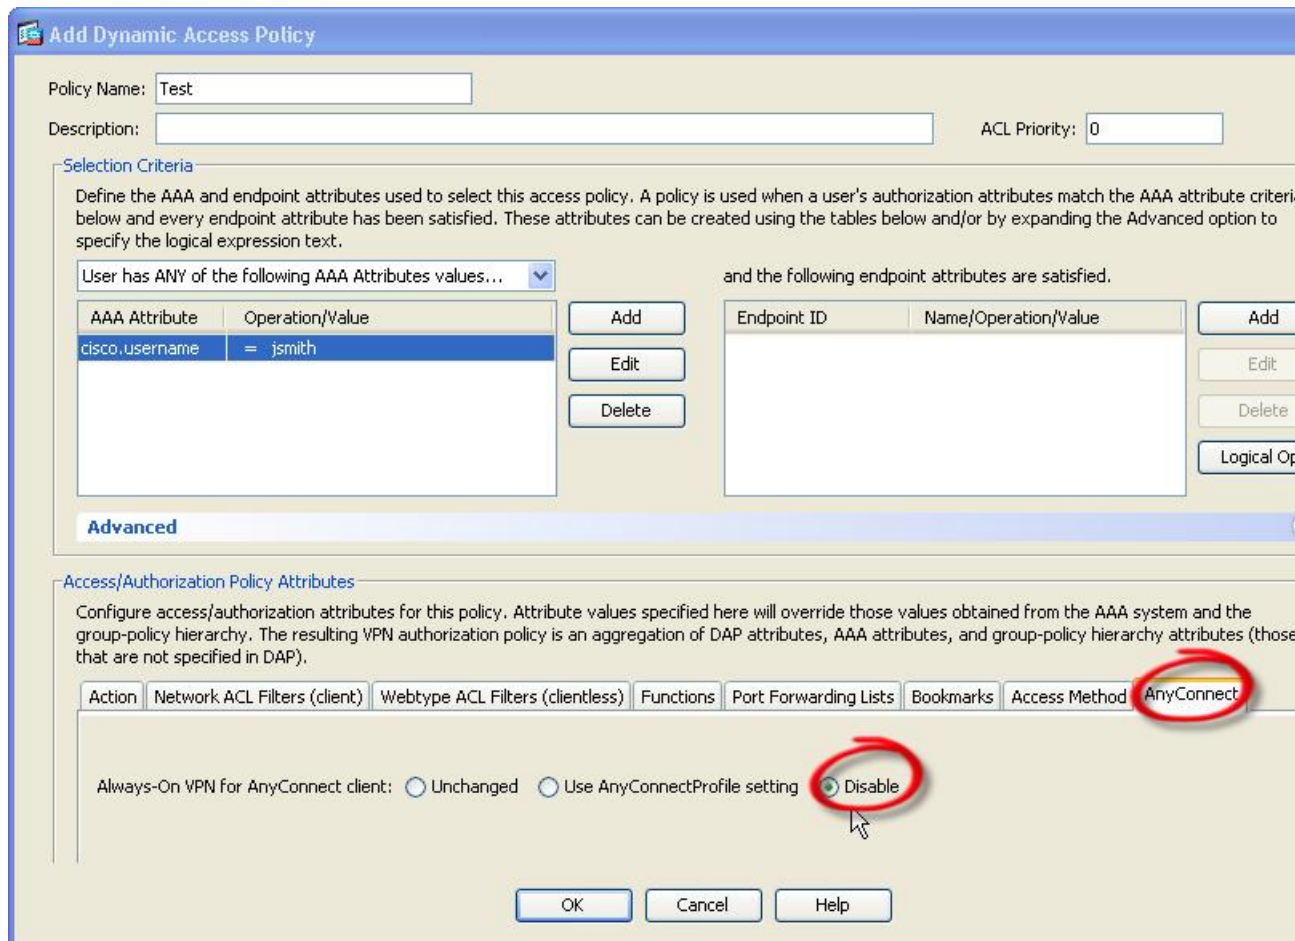 Add Dynamic Access Policy
Policy Name: Test
Description: ACL Priority: 0
Selection Criteria
Define the AAA and endpoint attributes used to select this access policy. A policy is used when a user's authorization attributes match the AAA attribute criteria
below and every endpoint attribute has been satisfied. These attributes can be created using the tables below and/or by expanding the Advanced option to
specify the logical expression text.
User has ANY of the following AAA Attributes values... and the following endpoint attributes are satisfied.
AAA Attribute Operation/Value Add Endpoint ID Name/Operation/Value Add
cisco.username = jsmith
Edit Edit
Delete Delete
Logical Op
Advanced
Access/Authorization Policy Attributes
Configure access/authorization attributes for this policy. Attribute values specified here will override those values obtained from the AAA system and the
group-policy hierarchy. The resulting VPN authorization policy is an aggregation of DAP attributes, AAA attributes, and group-policy hierarchy attributes (those
that are not specified in DAP).
Action Network ACL Filters (client) Webtype ACL Filters (clientless) Functions Port Forwarding Lists Bookmarks Access Method AnyConnect
Always-On VPN for AnyConnect client: Unchanged Use AnyConnectProfile setting Disable
OK Cancel Help